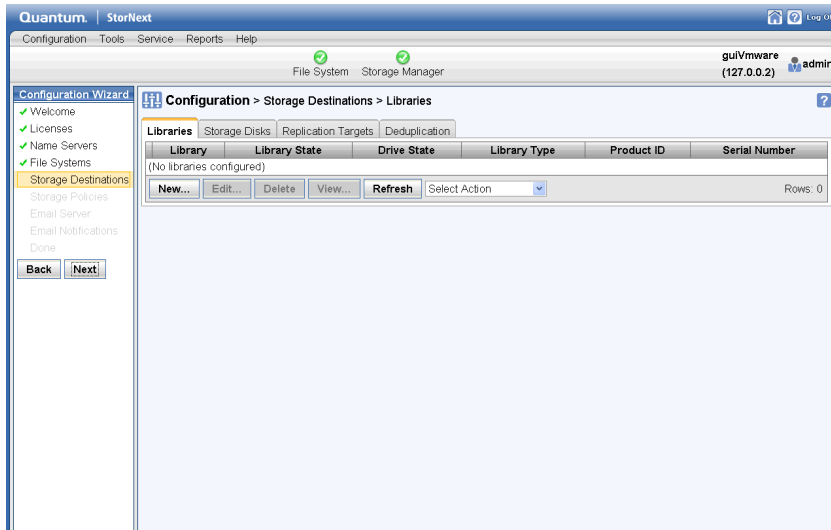 Quantum. StorNext
Log O
Configuration Tools Service Reports Help
File System Storage Manager
guiVmware
(127.0.0.2)
admin
Configuration Wizard
Welcome
Licenses
Name Servers
File Systems
Storage Destinations
Storage Policies
Email Server
Email Notifications
Done
Back Next
Configuration > Storage Destinations > Libraries
?
Libraries Storage Disks Replication Targets Deduplication
Library Library State Drive State Library Type Product ID Serial Number
(No libraries configured)
New... Edit... Delete View... Refresh Select Action Rows: 0